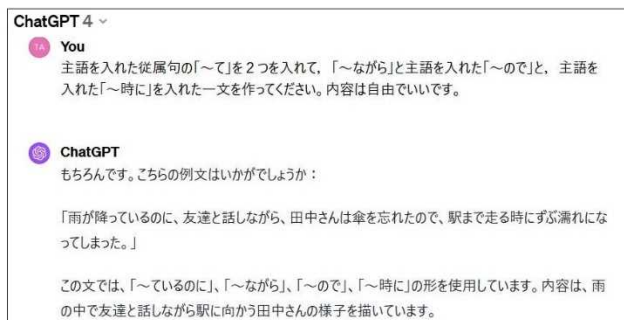 ChatGPT 4
TA You
主語を入れた従属句の「～て」を2つを入れて，「～ながら」と主語を入れた「～ので」と，主語を
入れた「～時に」を入れた一文を作ってください。内容は自由でいいです。
ChatGPT
もちろんです。こちらの例文はいかがでしょうか：
「雨が降っているのに、友達と話しながら、田中さんは傘を忘れたので、駅まで走る時にずぶ濡れにな
ってしまった。」
この文では、「～ているのに」、「～ながら」、「～ので」、「～時に」の形を使用しています。内容は、雨
の中で友達と話しながら駅に向かう田中さんの様子を描いています。